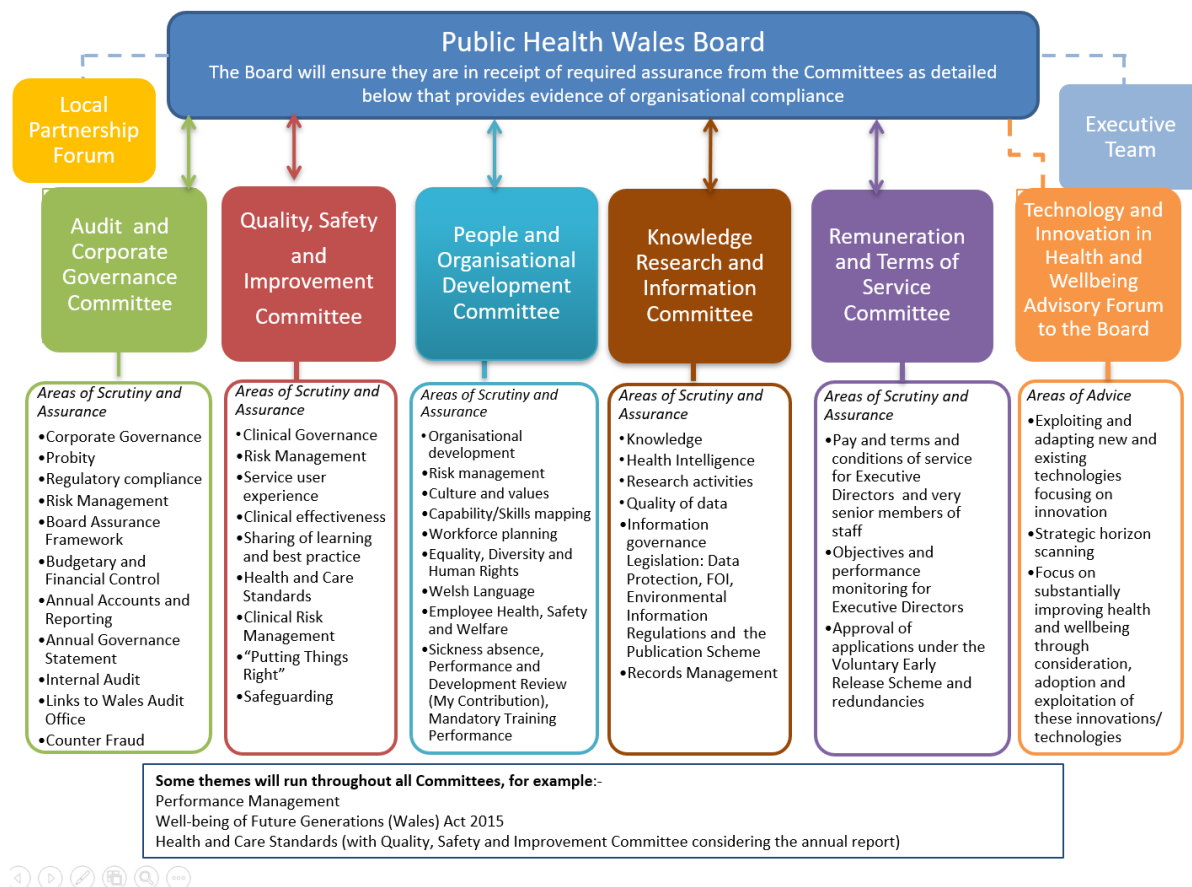 Public Health Wales Board
The Board will ensure they are in receipt of required assurance from the Committees as detailed
below that provides evidence of organisational compliance
Local
Partnership
Forum
Executive
Team
Audit and
Corporate
Governance
Committee
Quality, Safety
and
Improvement
Committee
People and
Organisational
Development
Committee
Knowledge
Research and
Information
Committee
Remuneration
and Terms of
Service
Committee
Technology and
Innovation in
Health and
Wellbeing
Advisory Forum
to the Board
Areas of Scrutiny and
Assurance
•Corporate Governance
•Probity
•Regulatory compliance
•Risk Management
•Board Assurance
Framework
•Budgetary and
Financial Control
•Annual Accounts and
Reporting
•Annual Governance
Statement
•Internal Audit
•Links to Wales Audit
Office
•Counter Fraud
Areas of Scrutiny and
Assurance
•Clinical Governance
•Risk Management
•Service user
experience
•Clinical effectiveness
•Sharing of learning
and best practice
•Health and Care
Standards
•Clinical Risk
Management
•“Putting Things
Right”
•Safeguarding
Areas of Scrutiny and
Assurance
•Organisational
development
•Risk management
•Culture and values
•Capability/Skills mapping
•Workforce planning
•Equality, Diversity and
Human Rights
•Welsh Language
•Employee Health, Safety
and Welfare
•Sickness absence,
Performance and
Development Review
(My Contribution),
Mandatory Training
Performance
Areas of Scrutiny and
Assurance
•Knowledge
•Health Intelligence
•Research activities
•Quality of data
•Information
governance
Legislation: Data
Protection, FOI,
Environmental
Information
Regulations and the
Publication Scheme
•Records Management
Areas of Scrutiny and
Assurance
•Pay and terms and
conditions of service
for Executive
Directors and very
senior members of
staff
•Objectives and
performance
monitoring for
Executive Directors
•Approval of
applications under the
Voluntary Early
Release Scheme and
redundancies
Areas of Advice
•Exploiting and
adapting new and
existing
technologies
focusing on
innovation
•Strategic horizon
scanning
•Focus on
substantially
improving health
and wellbeing
through
consideration,
adoption and
exploitation of
these innovations/
technologies
Some themes will run throughout all Committees, for example:-
Performance Management
Well-being of Future Generations (Wales) Act 2015
Health and Care Standards (with Quality, Safety and Improvement Committee considering the annual report)